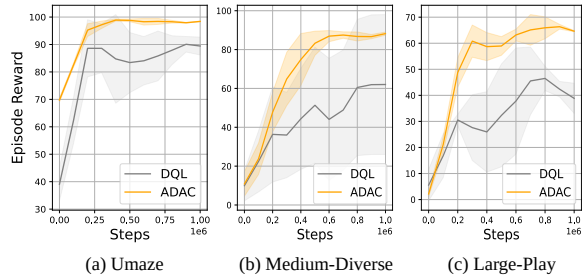 Episode Reward
100
90
80
70
60
50
40
30
0,00 0,25 0,50 0,75 1,00
1e6
Steps
DQL
ADAC
(a) Umaze
80
60
40
20
0
0,0 0,2 0,4 0,6 0,8 1,0
1e6
Steps
DQL
ADAC
(b) Medium-Diverse
70
60
50
40
30
20
10
0
0,0 0,2 0,4 0,6 0,8 1,0
1e6
Steps
DQL
ADAC
(c) Large-Play